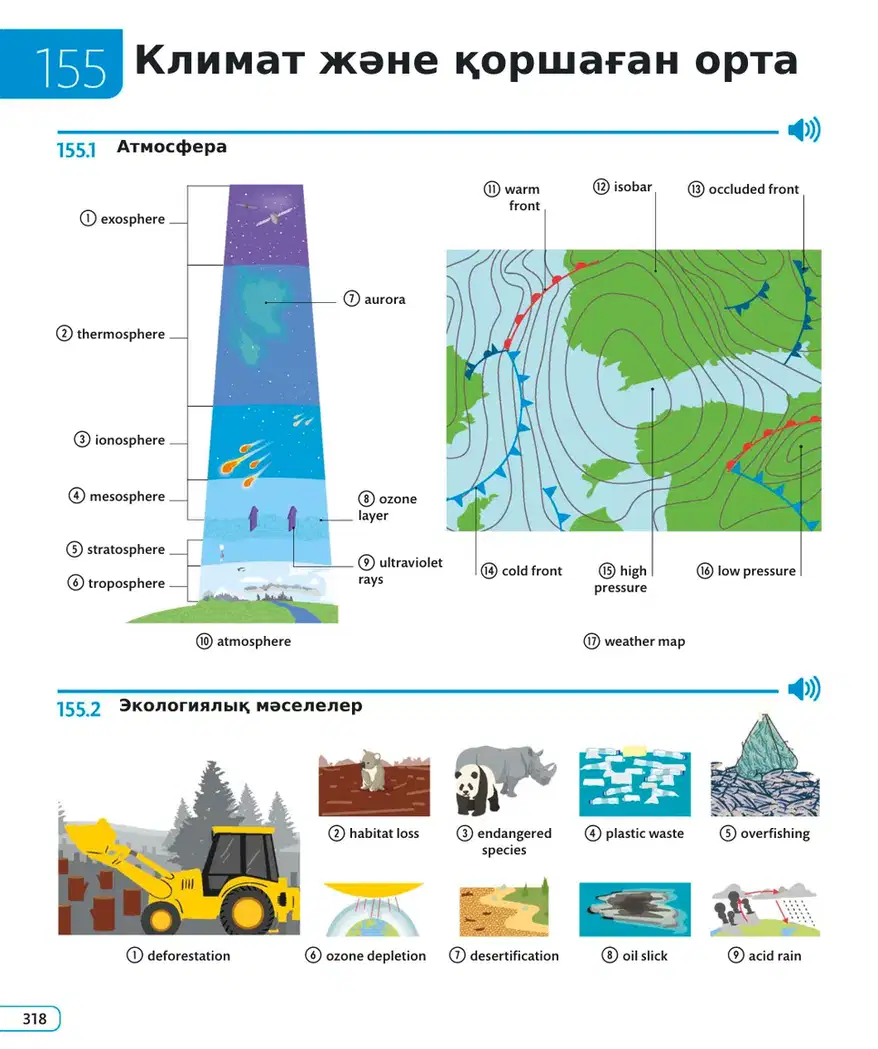 155 Климат және қоршаған орта
155.1 Атмосфера
① exosphere
② thermosphere
③ ionosphere
④ mesosphere
⑤ stratosphere
⑥ troposphere
⑦ aurora
⑧ ozone
layer
⑨ ultraviolet
rays
⑩ atmosphere
⑪ warm
front
⑫ isobar
⑬ occluded front
⑭ cold front
⑮ high
pressure
⑯ low pressure
⑰ weather map
155.2 Экологиялық мәселелер
① deforestation
② habitat loss
③ endangered
species
④ plastic waste
⑤ overfishing
⑥ ozone depletion
⑦ desertification
⑧ oil slick
⑨ acid rain
318